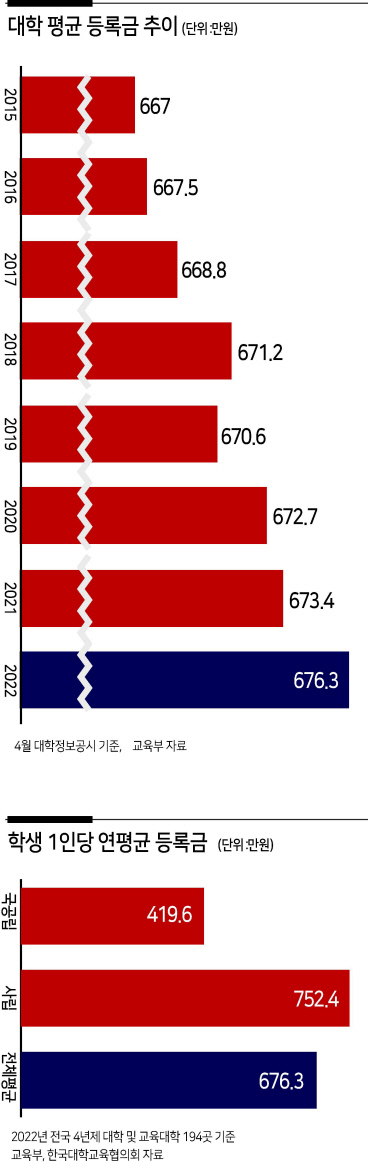 대학 평균 등록금 추이 (단위:만원)
2015 667
2016 667.5
2017 668.8
2018 671.2
2019 670.6
2020 672.7
2021 673.4
2022 676.3
4월 대학정보공시 기준, 교육부 자료
학생 1인당 연평균 등록금 (단위:만원)
국공립 419.6
사립 752.4
전체평균 676.3
2022년 전국 4년제 대학 및 교육대학 194곳 기준
교육부, 한국대학교육협의회 자료